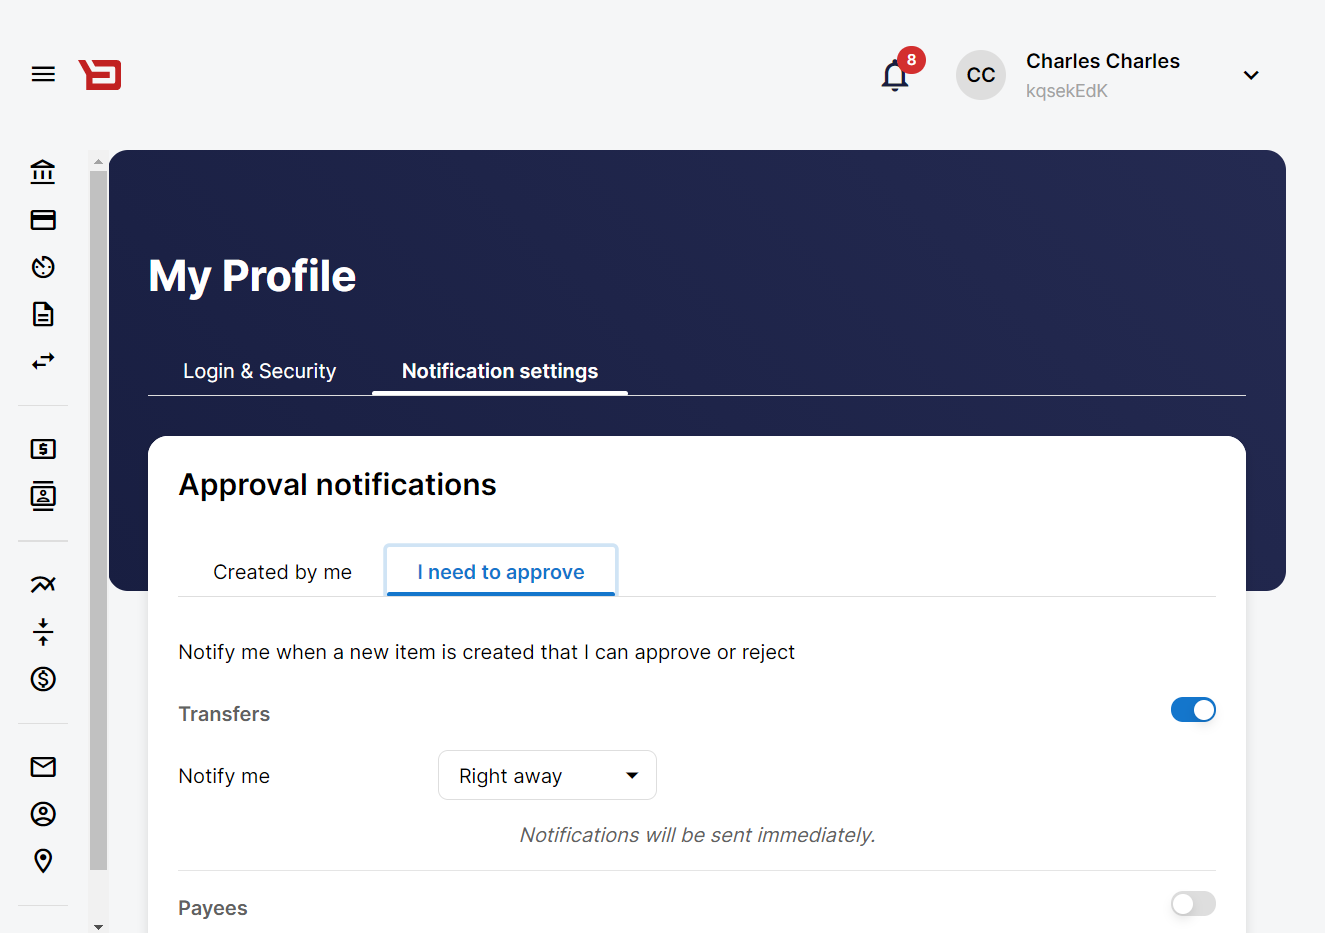 8
CC
Charles Charles
kqsekEdK
My Profile
Login & Security
Notification settings
Approval notifications
Created by me
I need to approve
Notify me when a new item is created that I can approve or reject
Transfers
Notify me
Right away
Notifications will be sent immediately.
Payees